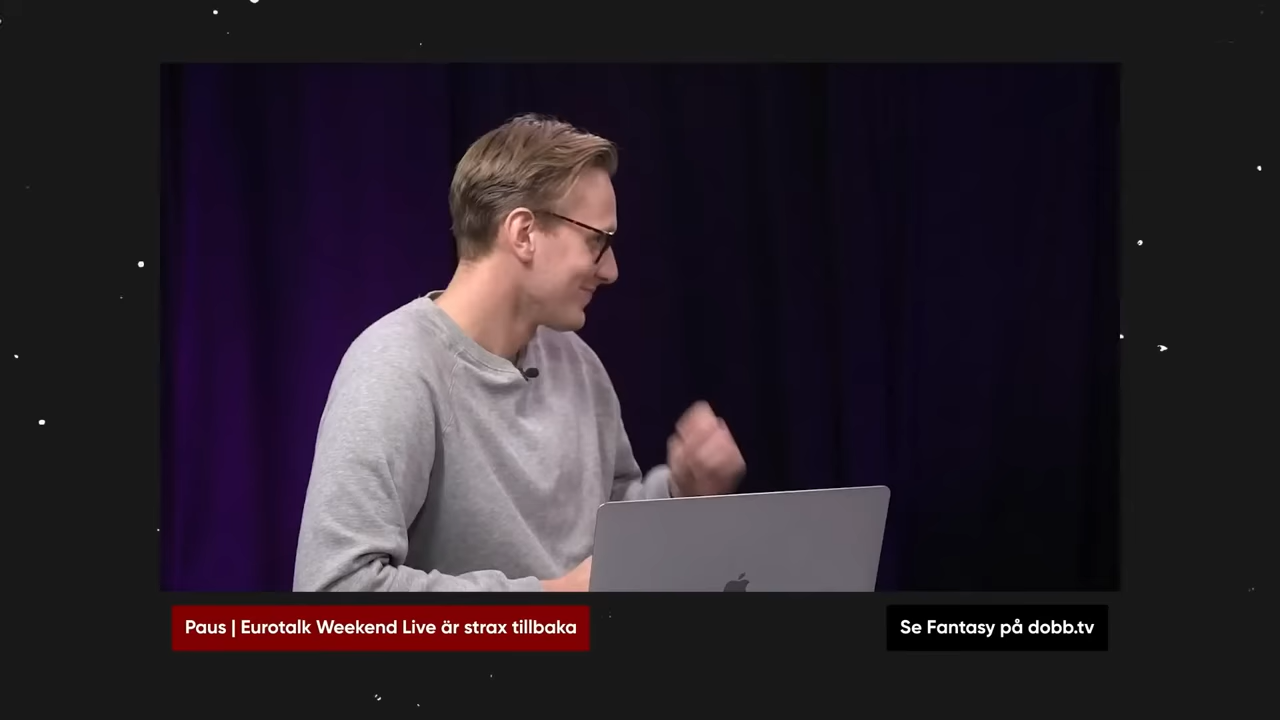 Paus | Eurotalk Weekend Live är strax tillbaka
Se Fantasy på dobb.tv